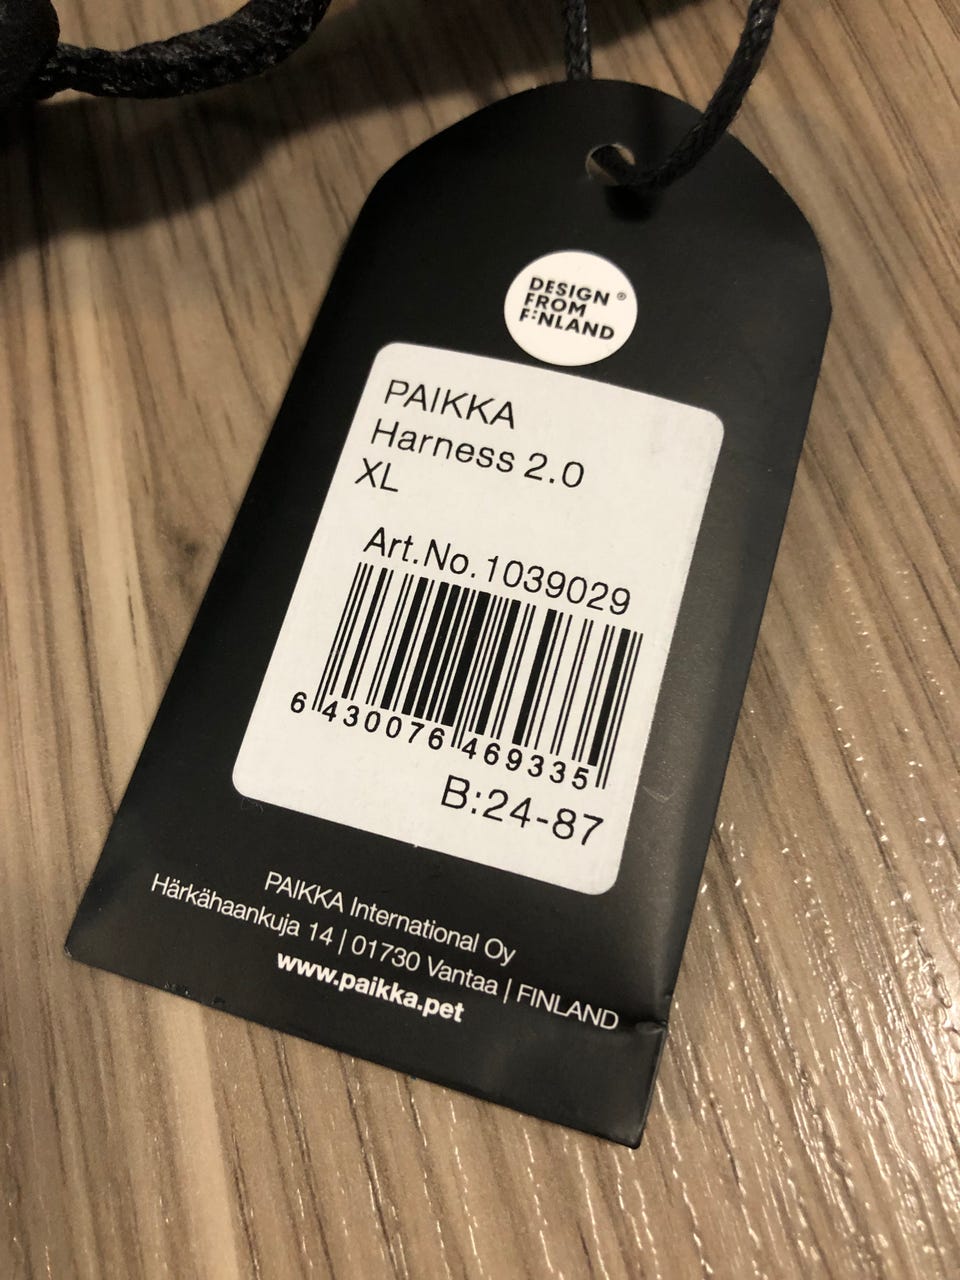 DESIGN ®
FROM
F:NLAND
PAIKKA
Harness 2.0
XL
Art.No. 1039029
6 430076 469335
B:24-87
PAIKKA International Oy
Härkähaankuja 14 | 01730 Vantaa | FINLAND
www.paikka.pet